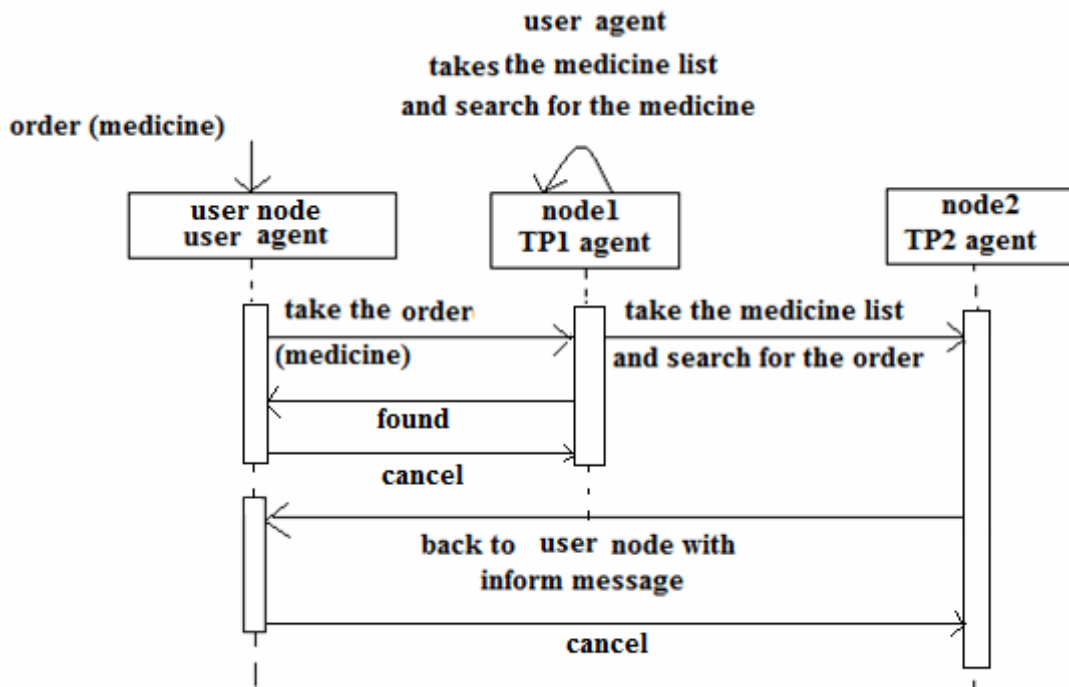 user agent
takes the medicine list
and search for the medicine
order (medicine)
user node
user agent
node1
TP1 agent
node2
TP2 agent
take the order
(medicine)
take the medicine list
and search for the order
found
cancel
back to user node with
inform message
cancel